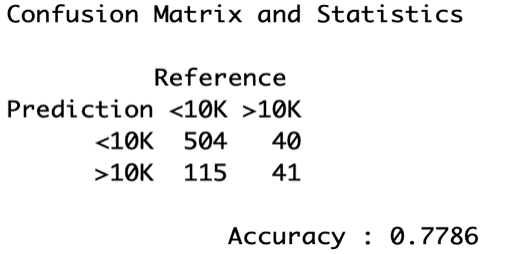 Confusion Matrix and Statistics
Reference
Prediction <10K >10K
<10K 504 40
>10K 115 41
Accuracy : 0.7786